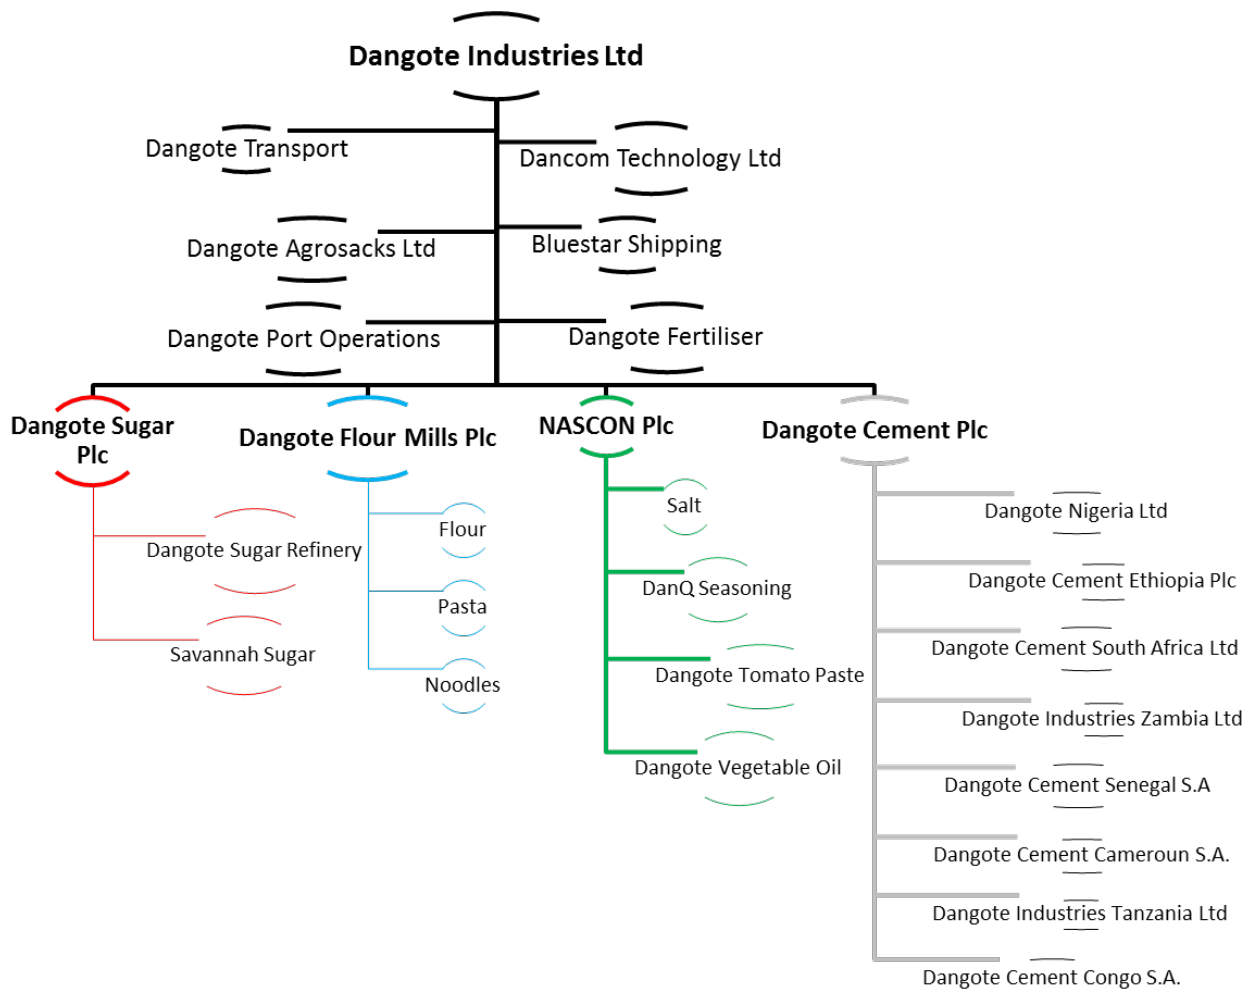 Dangote Industries Ltd
Dangote Transport
Dancom Technology Ltd
Dangote Agrosacks Ltd
Bluestar Shipping
Dangote Port Operations
Dangote Fertiliser
Dangote Sugar
Plc
Dangote Flour Mills Plc
NASCON Plc
Dangote Cement Plc
Dangote Sugar Refinery
Savannah Sugar
Flour
Pasta
Noodles
Salt
DanQ Seasoning
Dangote Tomato Paste
Dangote Vegetable Oil
Dangote Nigeria Ltd
Dangote Cement Ethiopia Plc
Dangote Cement South Africa Ltd
Dangote Industries Zambia Ltd
Dangote Cement Senegal S.A
Dangote Cement Cameroun S.A.
Dangote Industries Tanzania Ltd
Dangote Cement Congo S.A.